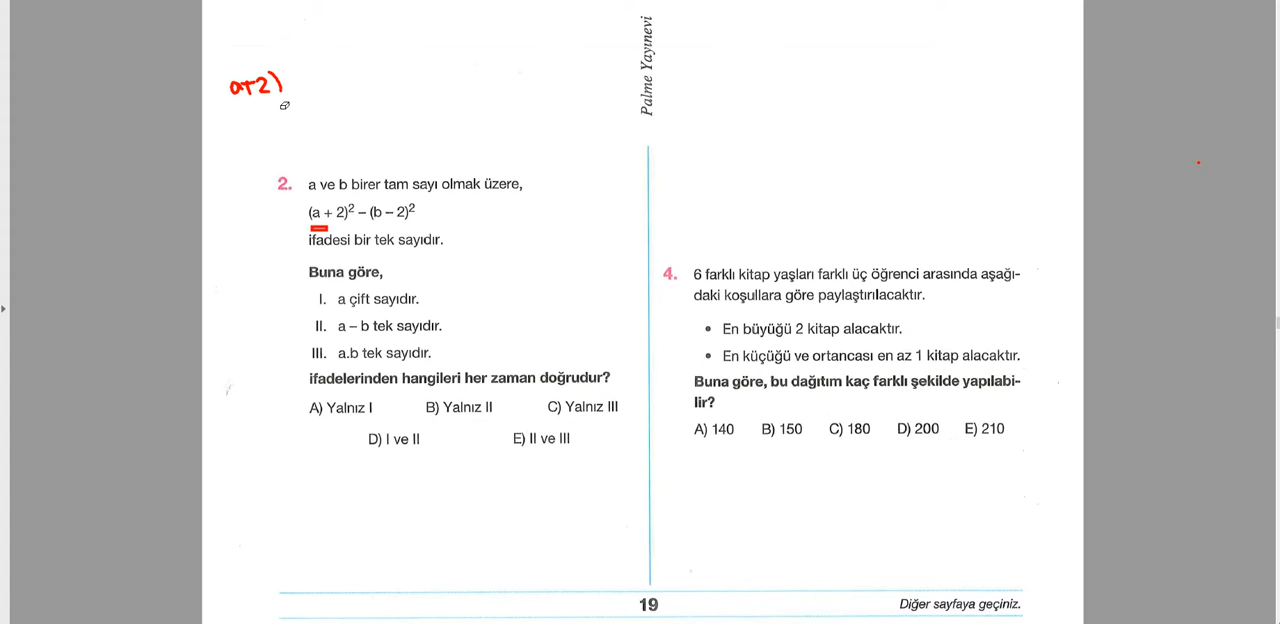 Palme Yayınevi
a+2)
2. a ve b birer tam sayı olmak üzere,
(a + 2)² – (b – 2)²
ifadesi bir tek sayıdır.
Buna göre,
I. a çift sayıdır.
II. a – b tek sayıdır.
III. a.b tek sayıdır.
ifadelerinden hangileri her zaman doğrudur?
A) Yalnız I B) Yalnız II C) Yalnız III
D) I ve II E) II ve III
4. 6 farklı kitap yaşları farklı üç öğrenci arasında aşağı-
daki koşullara göre paylaştırılacaktır.
• En büyüğü 2 kitap alacaktır.
• En küçüğü ve ortancası en az 1 kitap alacaktır.
Buna göre, bu dağıtım kaç farklı şekilde yapılabi-
lir?
A) 140 B) 150 C) 180 D) 200 E) 210
19
Diğer sayfaya geçiniz.